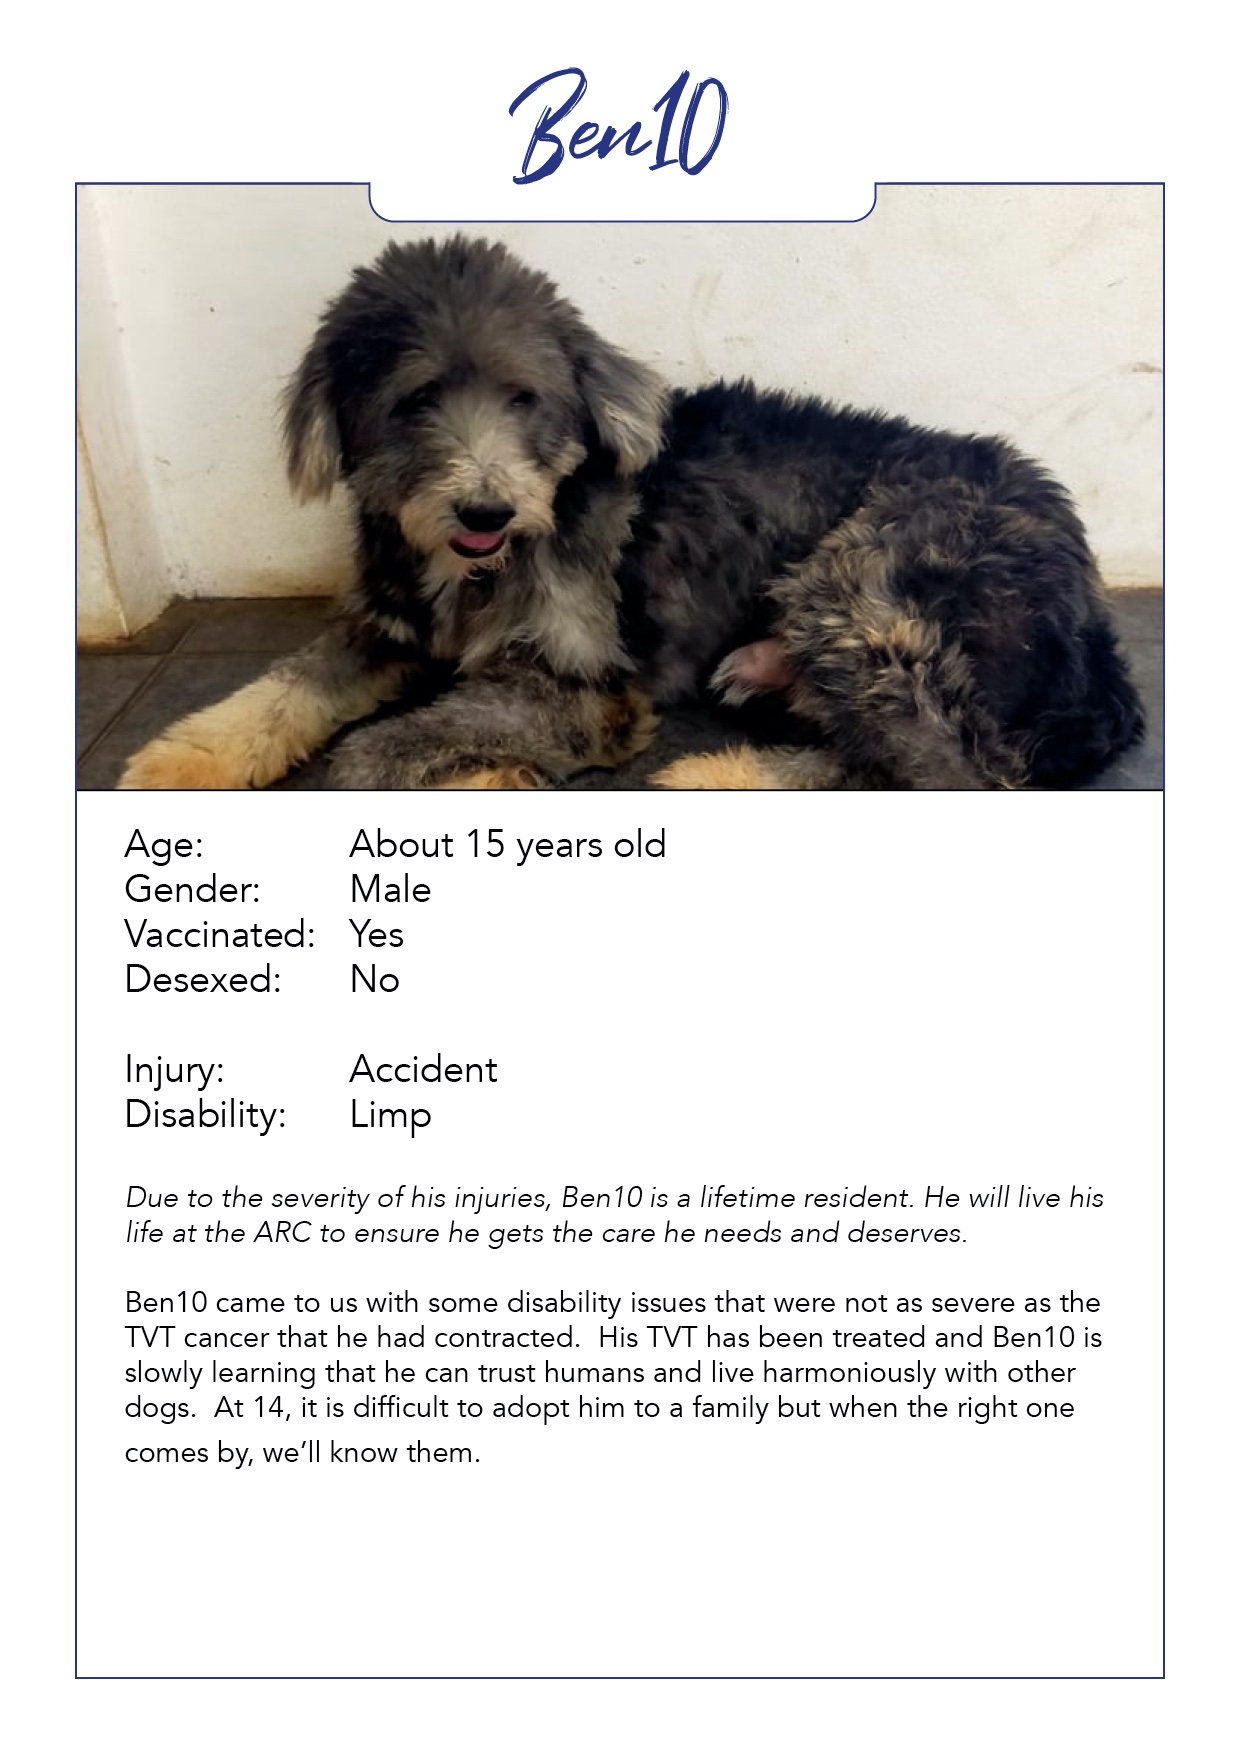 Ben10
Age: About 15 years old
Gender: Male
Vaccinated: Yes
Desexed: No
Injury: Accident
Disability: Limp
Due to the severity of his injuries, Ben10 is a lifetime resident. He will live his
life at the ARC to ensure he gets the care he needs and deserves.
Ben10 came to us with some disability issues that were not as severe as the
TVT cancer that he had contracted.  His TVT has been treated and Ben10 is
slowly learning that he can trust humans and live harmoniously with other
dogs.  At 14, it is difficult to adopt him to a family but when the right one
comes by, we’ll know them.